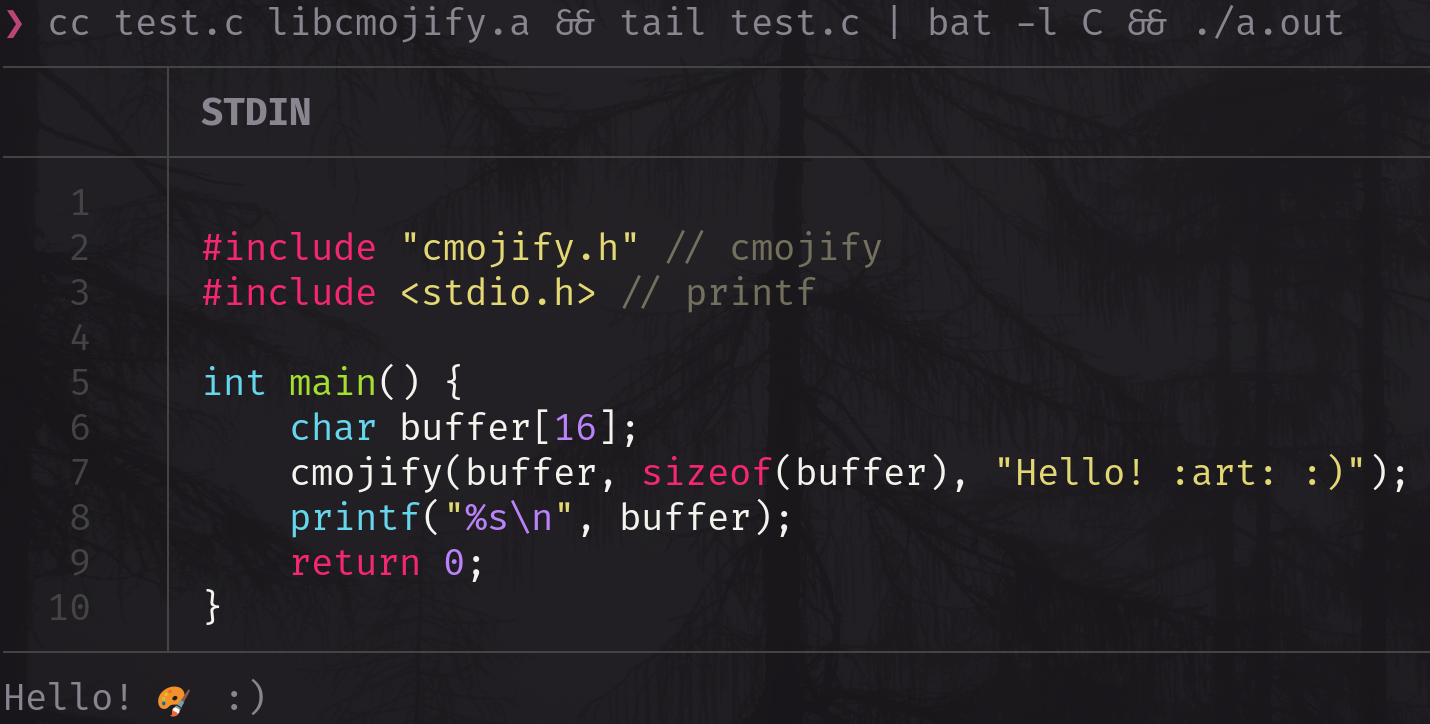 ❯ cc test.c libcmojify.a && tail test.c | bat -l C && ./a.out
STDIN
1
2 #include "cmojify.h" // cmojify
3 #include <stdio.h> // printf
4
5 int main() {
6     char buffer[16];
7     cmojify(buffer, sizeof(buffer), "Hello! :art: :)");
8     printf("%s\n", buffer);
9     return 0;
10 }
Hello! 🎨 :)